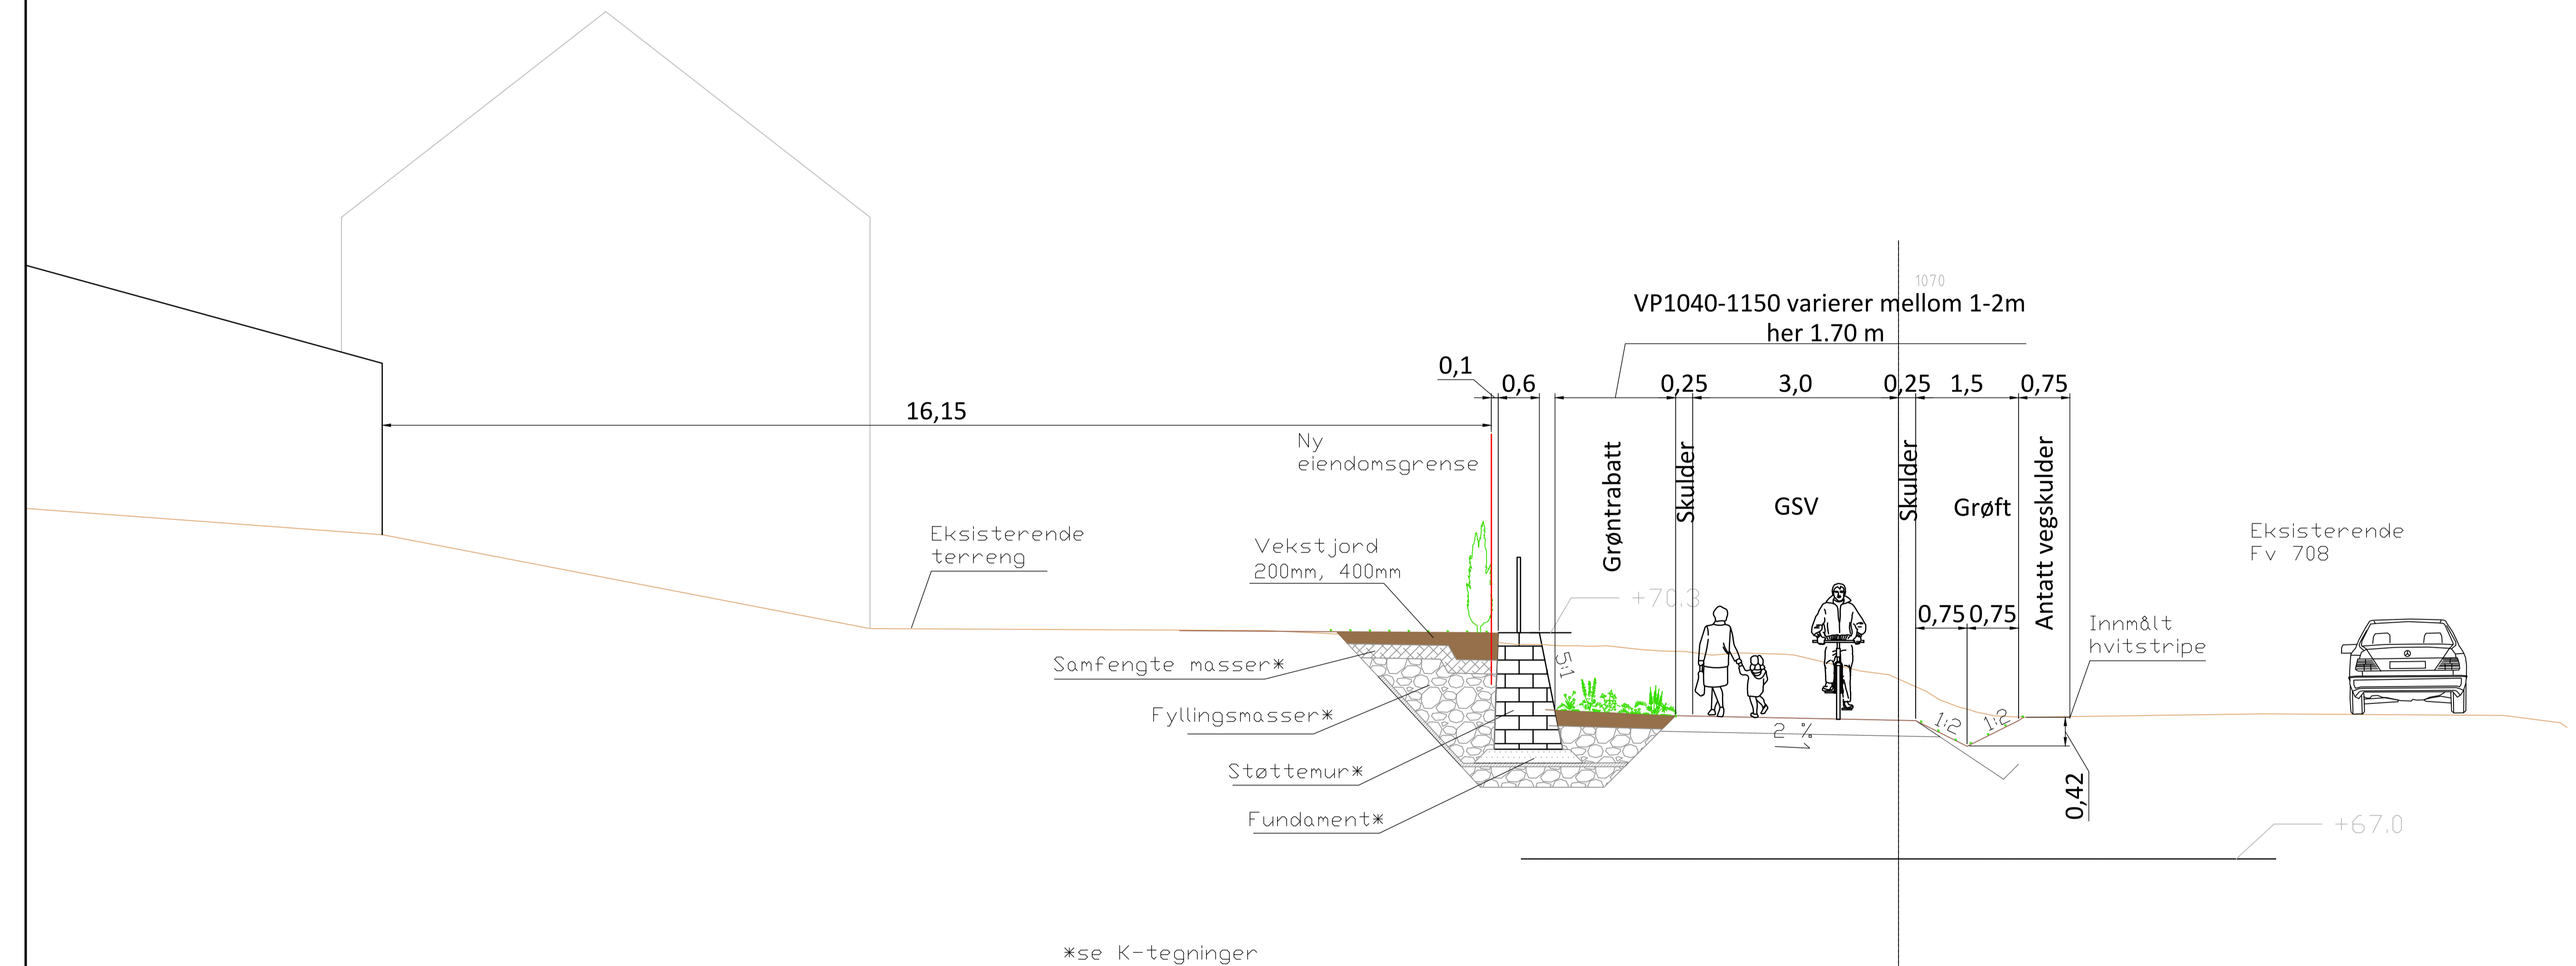 1070
VP1040-1150 varierer mellom 1-2m
her 1.70 m
0,1
0,6
0,25
3,0
0,25
1,5
0,75
16,15
Ny
eiendomsgrense
Grøntrabatt
Skulder
GSV
Skulder
Grøft
Antatt vegskulder
Eksisterende
terreng
Vekstjord
200mm, 400mm
Eksisterende
Fv 708
+70.3
0,75
0,75
Innmålt
hvitstripe
Samfengte masser*
5:1
Fyllingsmasser*
2 %
1:2
1:2
Støttemur*
0,42
Fundament*
+67.0
*se K-tegninger